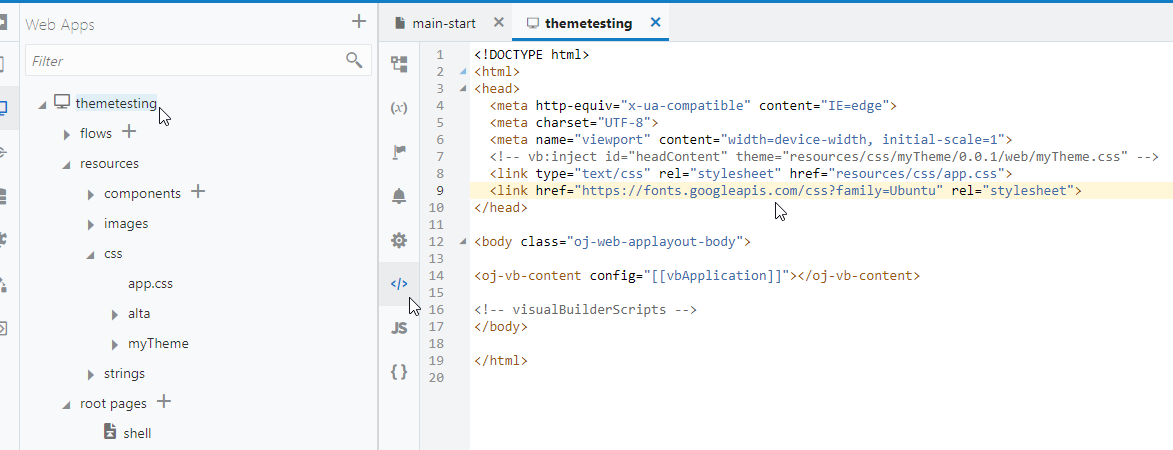 Web Apps
Filter
themetesting
flows
resources
components
images
css
app.css
alta
myTheme
strings
root pages
shell
main-start
themetesting
(x)
</>
JS
{ }
1 <!DOCTYPE html>
2 <html>
3 <head>
4 <meta http-equiv="x-ua-compatible" content="IE=edge">
5 <meta charset="UTF-8">
6 <meta name="viewport" content="width=device-width, initial-scale=1">
7 <!-- vb:inject id="headContent" theme="resources/css/myTheme/0.0.1/web/myTheme.css" -->
8 <link type="text/css" rel="stylesheet" href="resources/css/app.css">
9 <link href="https://fonts.googleapis.com/css?family=Ubuntu" rel="stylesheet">
10 </head>
11
12 <body class="oj-web-applayout-body">
13
14 <oj-vb-content config="[[vbApplication]]"></oj-vb-content>
15
16 <!-- visualBuilderScripts -->
17 </body>
18
19 </html>
20